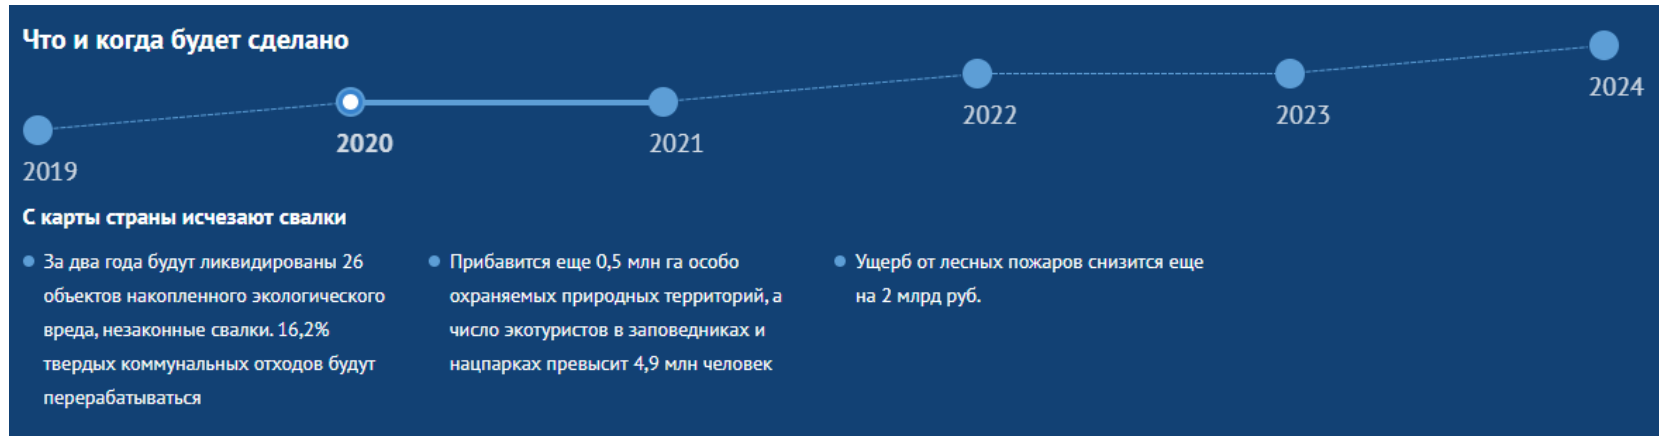 Что и когда будет сделано
2019
2020
2021
2022
2023
2024
С карты страны исчезают свалки
За два года будут ликвидированы 26
объектов накопленного экологического
вреда, незаконные свалки. 16,2%
твердых коммунальных отходов будут
перерабатываться
Прибавится еще 0,5 млн га особо
охраняемых природных территорий, а
число экотуристов в заповедниках и
нацпарках превысит 4,9 млн человек
Ущерб от лесных пожаров снизится еще
на 2 млрд руб.